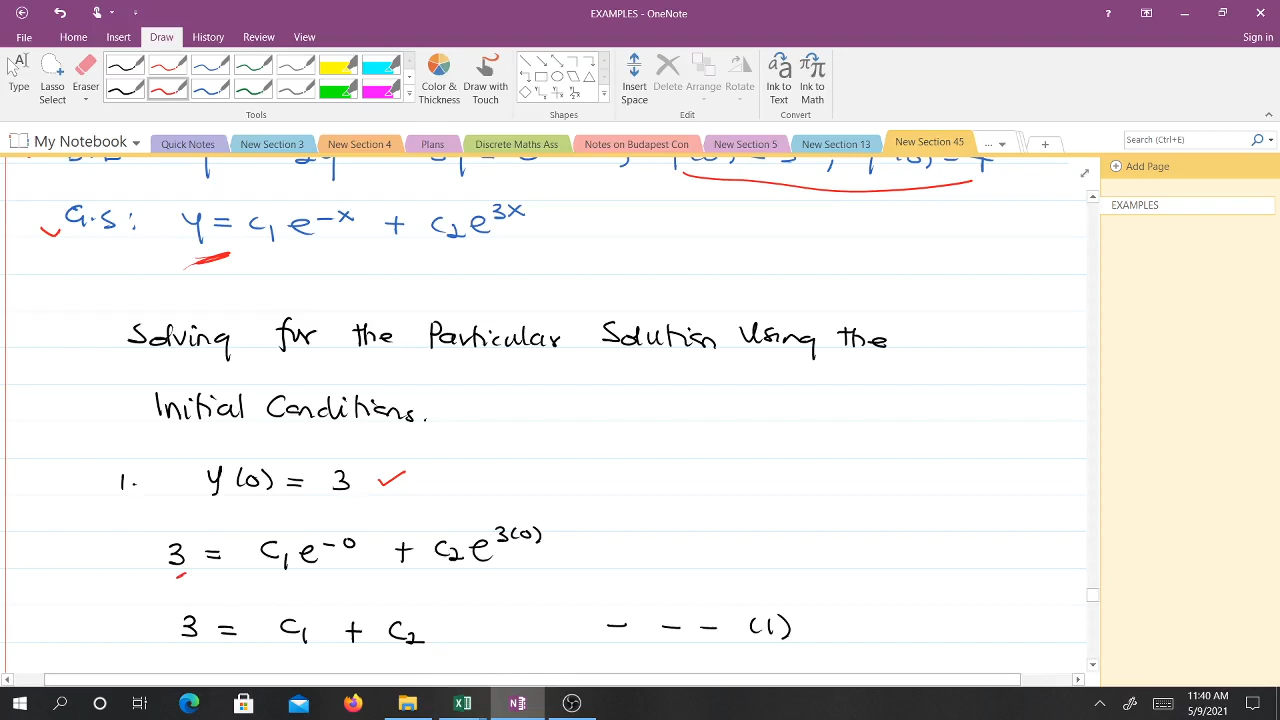 EXAMPLES - OneNote
Sign in
File Home Insert Draw History Review View
Type
Lasso Select
Eraser
Color & Thickness
Draw with Touch
Insert Space
Delete
Arrange
Rotate
Ink to Text
Ink to Math
Tools
Shapes
Edit
Convert
My Notebook
Quick Notes
New Section 3
New Section 4
Plans
Discrete Maths Ass
Notes on Budapest Con
New Section 5
New Section 13
New Section 45
...
Search (Ctrl+E)
Add Page
EXAMPLES
G.S: y = c₁e^{-x} + c₂e^{3x}
Solving for the Particular Solution Using the
Initial Conditions.
1. y(0) = 3 ✓
3 = c₁e^{-0} + c₂e^{3(0)}
3 = c₁ + c₂ - - - (1)
11:40 AM
5/9/2021